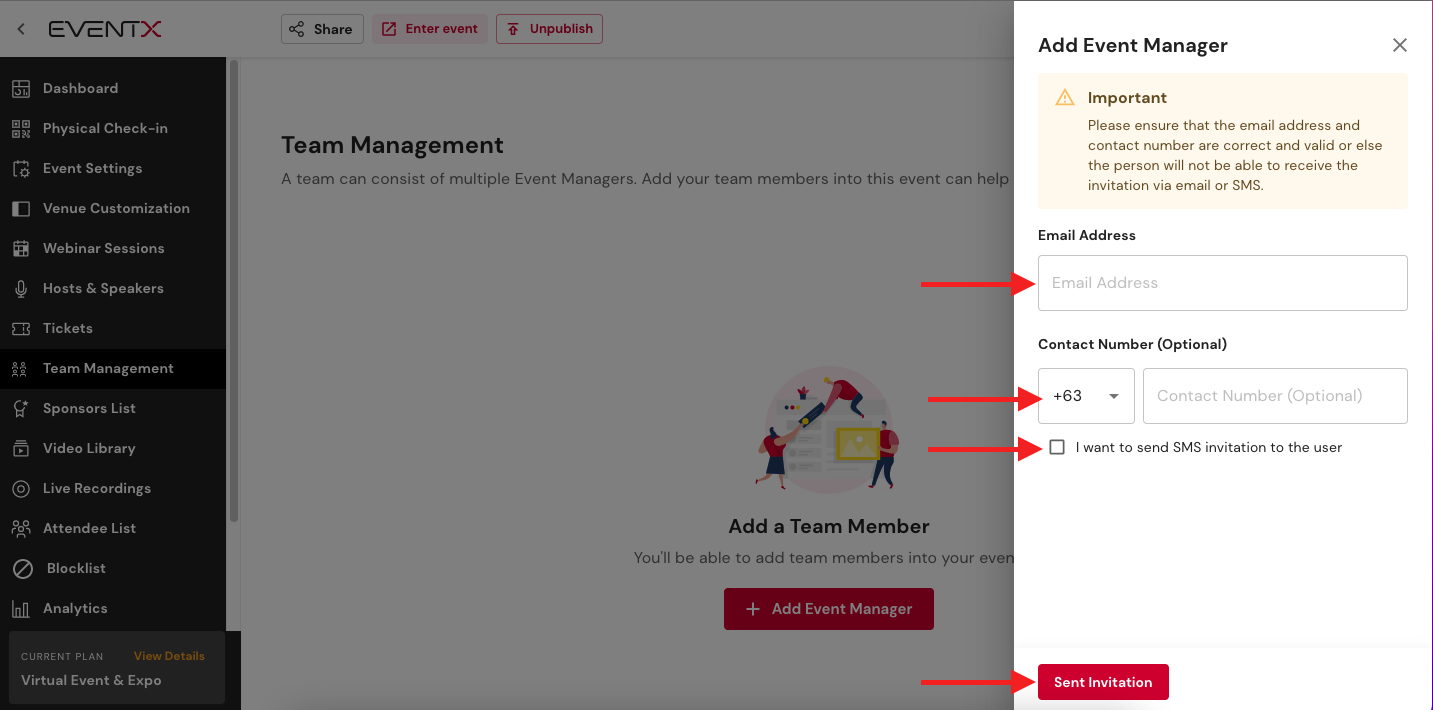 EVENTX
Share
Enter event
Unpublish
Dashboard
Physical Check-in
Event Settings
Venue Customization
Webinar Sessions
Hosts & Speakers
Tickets
Team Management
Sponsors List
Video Library
Live Recordings
Attendee List
Blocklist
Analytics
CURRENT PLAN View Details
Virtual Event & Expo
Team Management
A team can consist of multiple Event Managers. Add your team members into this event can help
Add a Team Member
You'll be able to add team members into your even
Add Event Manager
Add Event Manager
Important
Please ensure that the email address and
contact number are correct and valid or else
the person will not be able to receive the
invitation via email or SMS.
Email Address
Email Address
Contact Number (Optional)
+63
Contact Number (Optional)
I want to send SMS invitation to the user
Sent Invitation